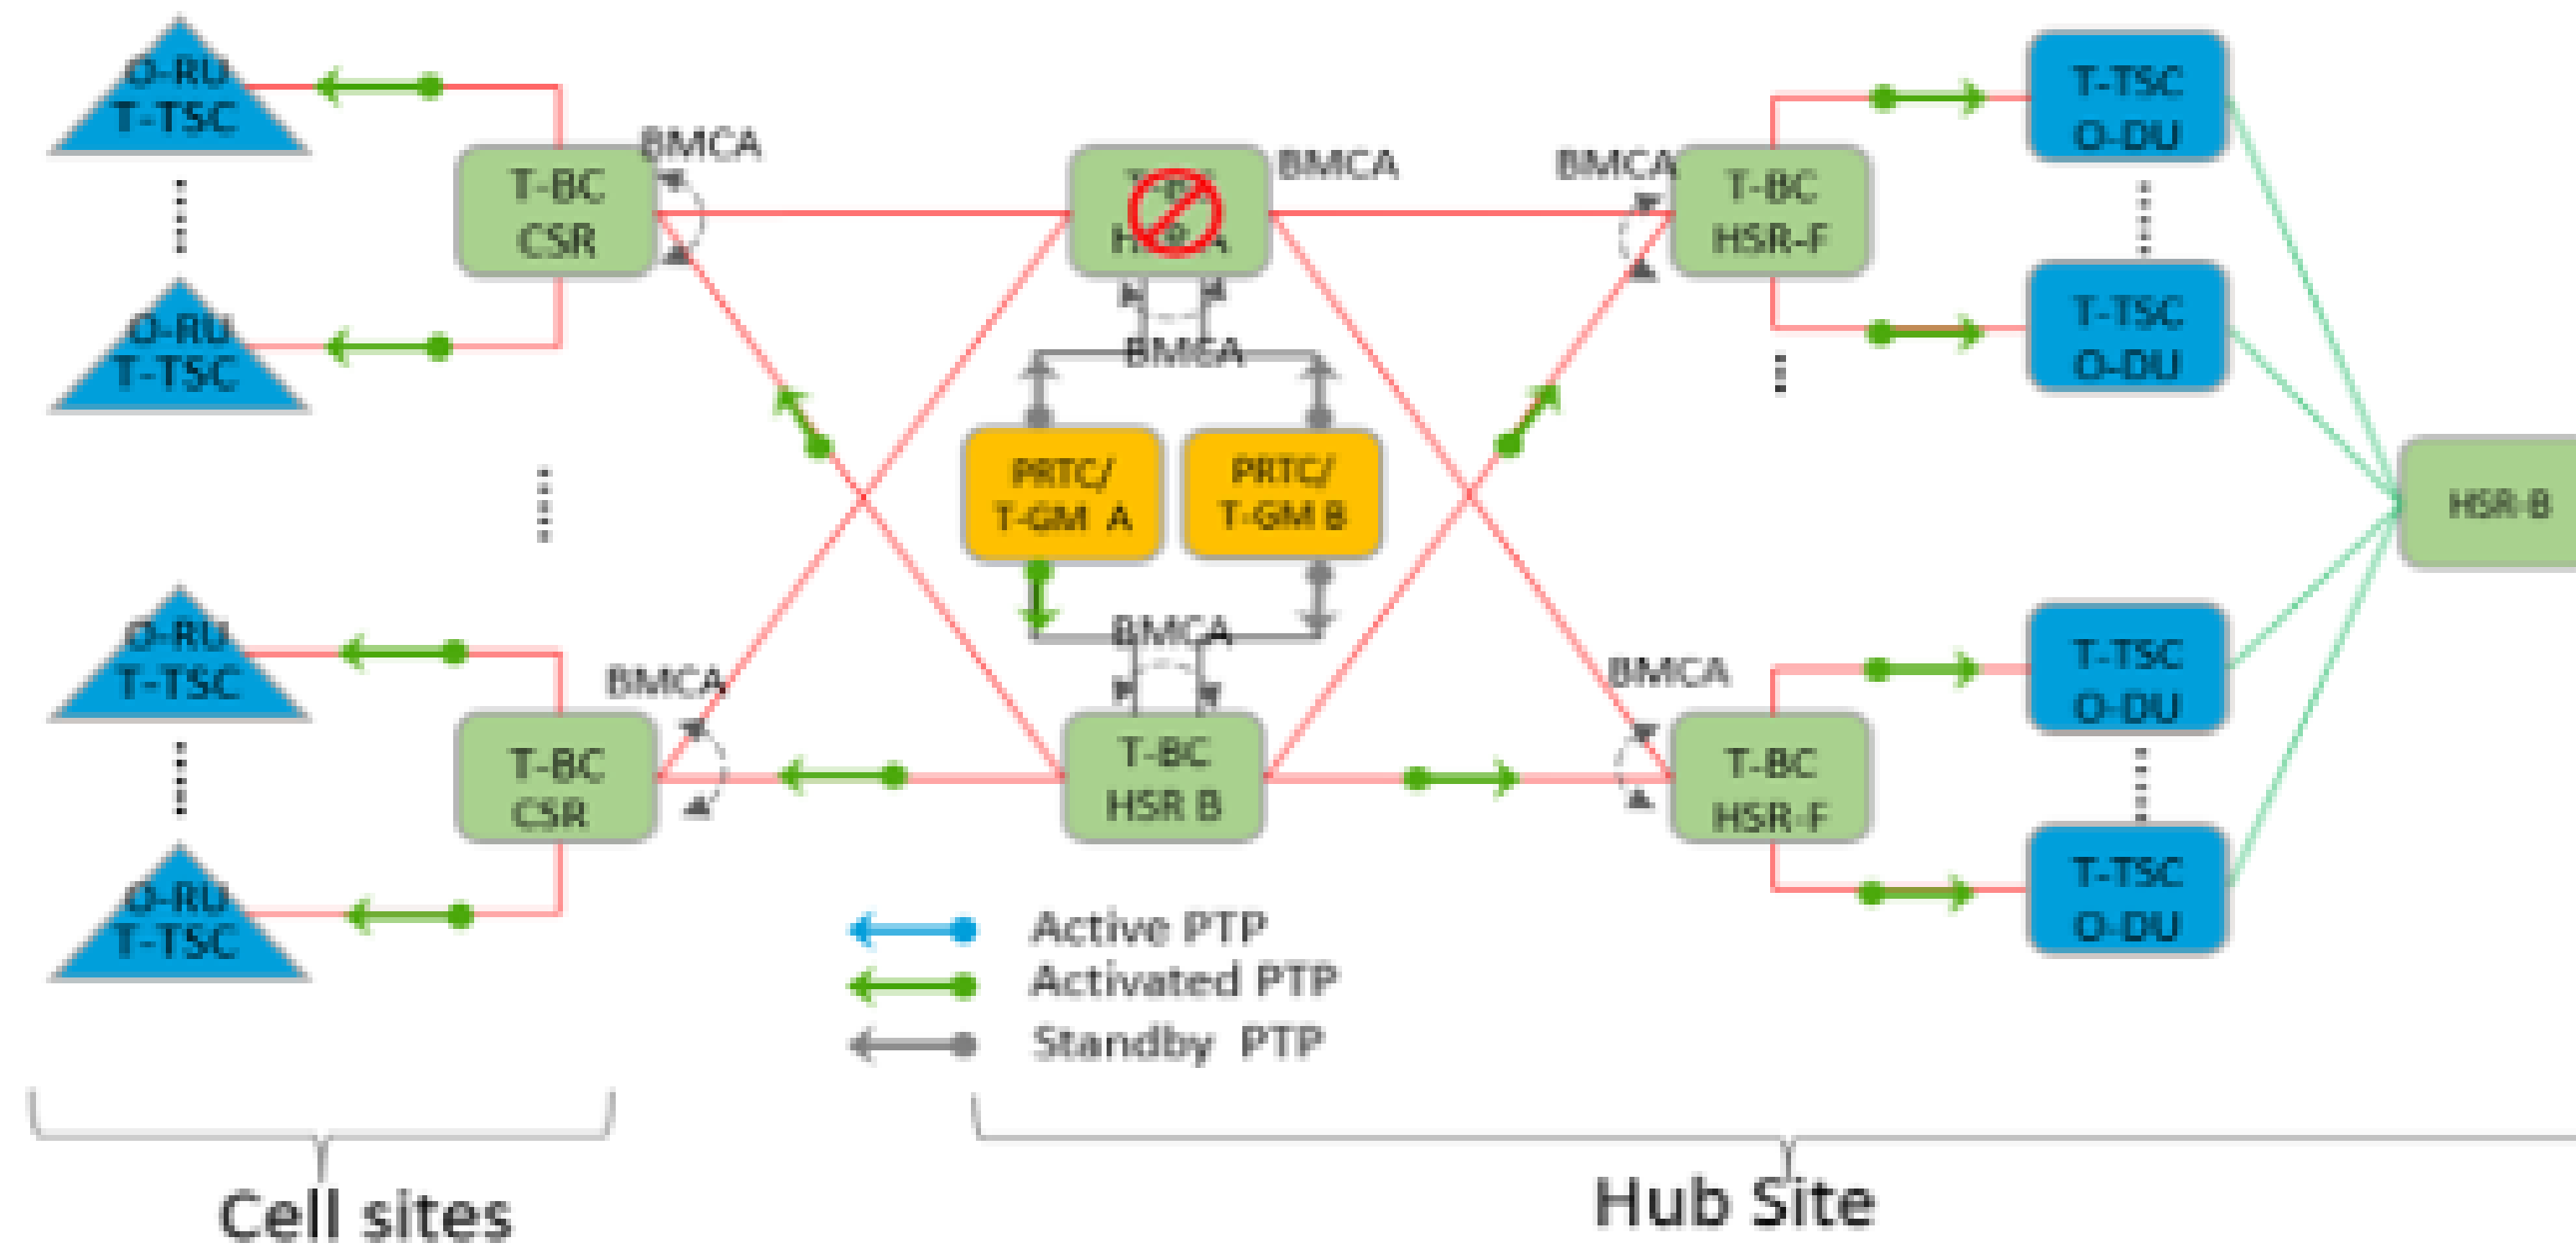 O-RU
T-TSC
T-BC
CSR
BMCA
BMCA
BMCA
T-BC
HSR-F
T-TSC
O-DU
O-RU
T-TSC
BMCA
T-TSC
O-DU
PRTC/
T-GM A
PRTC/
T-GM B
HSR-B
O-RU
T-TSC
BMCA
T-BC
CSR
BMCA
T-BC
HSR B
BMCA
T-BC
HSR-F
T-TSC
O-DU
O-RU
T-TSC
T-TSC
O-DU
Active PTP
Activated PTP
Standby PTP
Cell sites
Hub Site